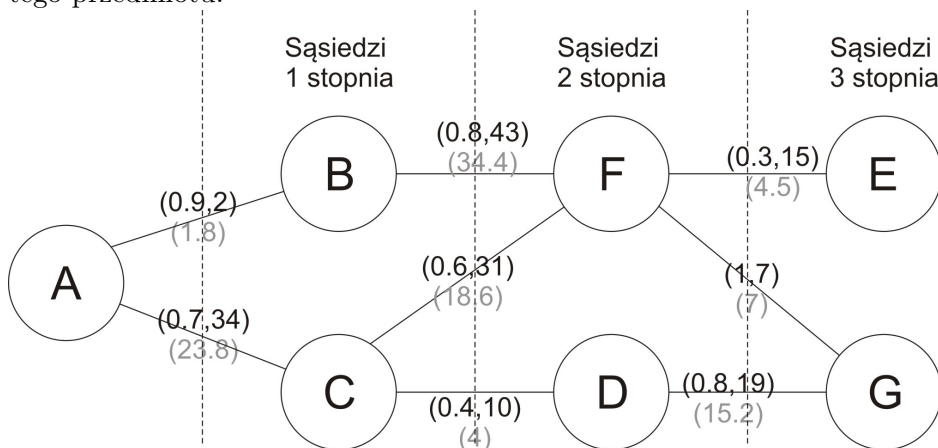 tego przedmiotu.
Sąsiedzi
1 stopnia
Sąsiedzi
2 stopnia
Sąsiedzi
3 stopnia
(0.8,43)
(34.4)
(0.3,15)
(4.5)
B
F
E
(0.9,2)
(1.8)
A
(0.6,31)
(18.6)
(1,7)
(7)
(0.7,34)
(23.8)
C
D
G
(0.4,10)
(4)
(0.8,19)
(15.2)